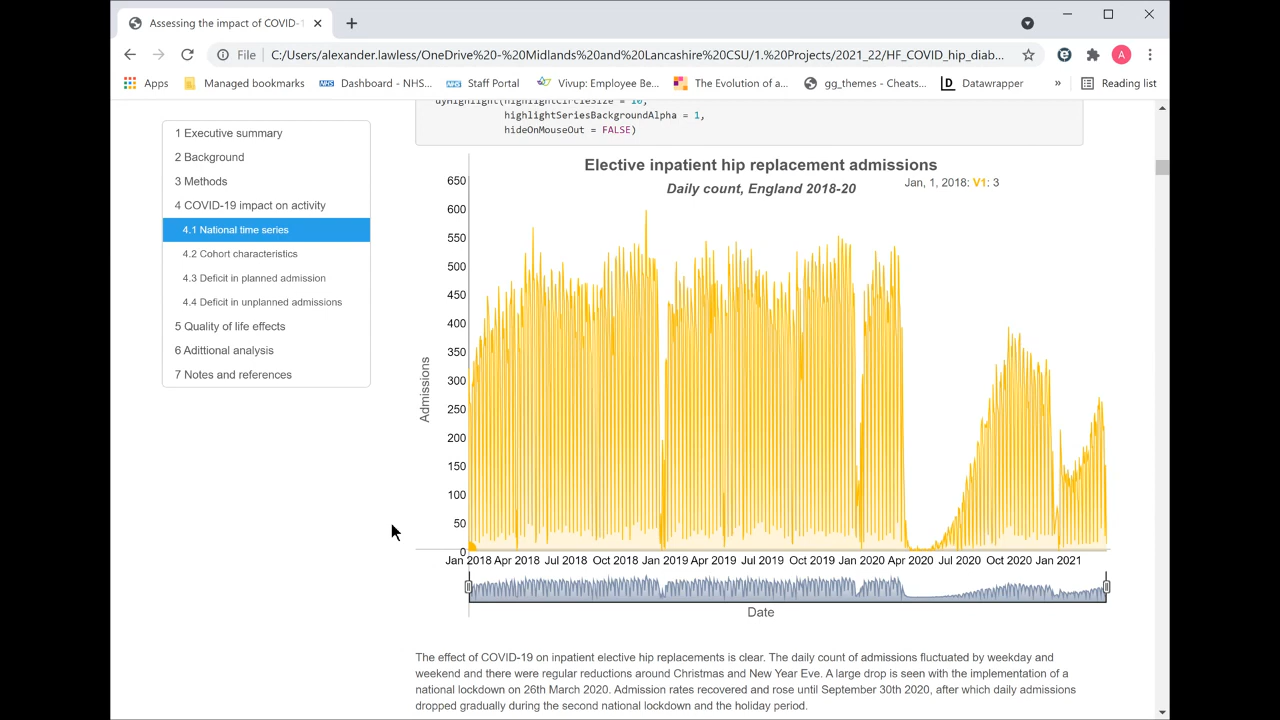 Assessing the impact of COVID-1
File C:/Users/alexander.lawless/OneDrive%20-%20Midlands%20and%20Lancashire%20CSU/1.%20Projects/2021_22/HF_COVID_hip_diab...
A
Apps Managed bookmarks Dashboard - NHS... Staff Portal Vivup: Employee Be... The Evolution of a... gg_themes - Cheats... D Datawrapper » Reading list
dyHighlight(highlightCircleSize = 10,
highlightSeriesBackgroundAlpha = 1,
hideOnMouseOut = FALSE)
1 Executive summary
2 Background
3 Methods
4 COVID-19 impact on activity
4.1 National time series
4.2 Cohort characteristics
4.3 Deficit in planned admission
4.4 Deficit in unplanned admissions
5 Quality of life effects
6 Adittional analysis
7 Notes and references
Elective inpatient hip replacement admissions
Daily count, England 2018-20
Jan, 1, 2018: V1: 3
650
600
550
500
450
400
350
300
250
200
150
100
50
0
Admissions
Jan 2018 Apr 2018 Jul 2018 Oct 2018 Jan 2019 Apr 2019 Jul 2019 Oct 2019 Jan 2020 Apr 2020 Jul 2020 Oct 2020 Jan 2021
Date
The effect of COVID-19 on inpatient elective hip replacements is clear. The daily count of admissions fluctuated by weekday and
weekend and there were regular reductions around Christmas and New Year Eve. A large drop is seen with the implementation of a
national lockdown on 26th March 2020. Admission rates recovered and rose until September 30th 2020, after which daily admissions
dropped gradually during the second national lockdown and the holiday period.